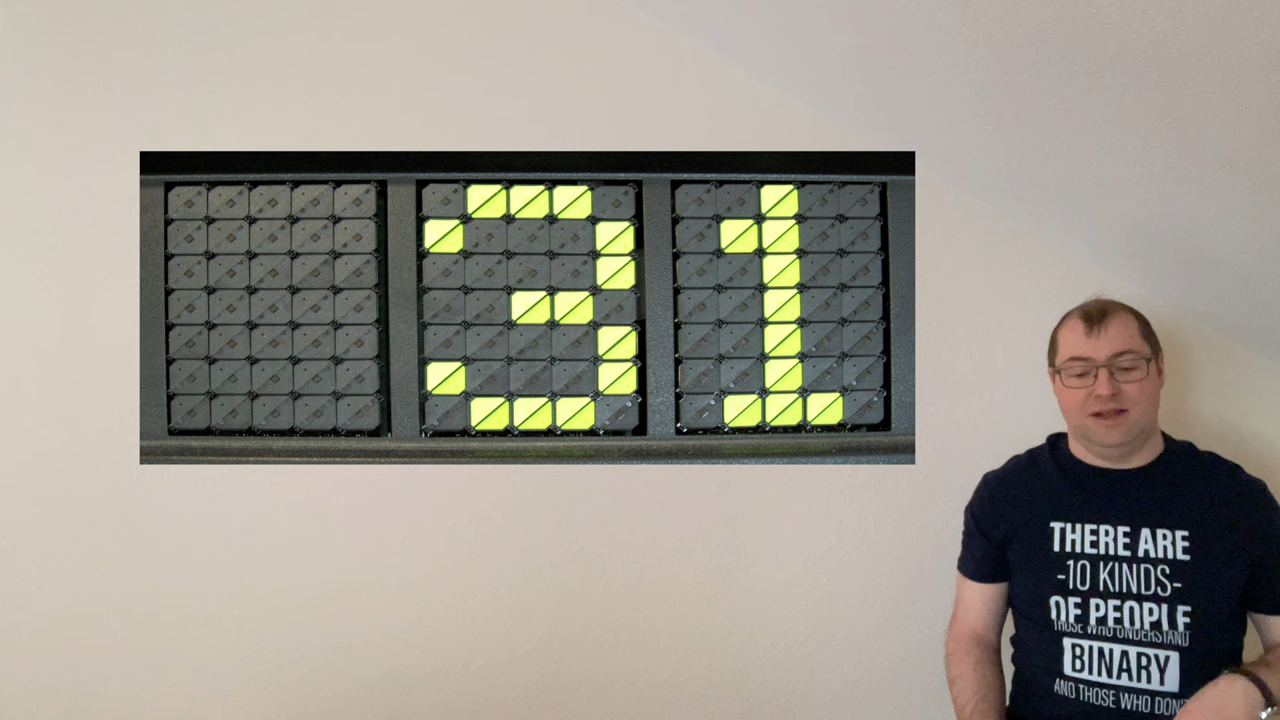 31
THERE ARE
-10 KINDS-
OF PEOPLE
THOSE WHO UNDERSTAND
BINARY
AND THOSE WHO DON'T